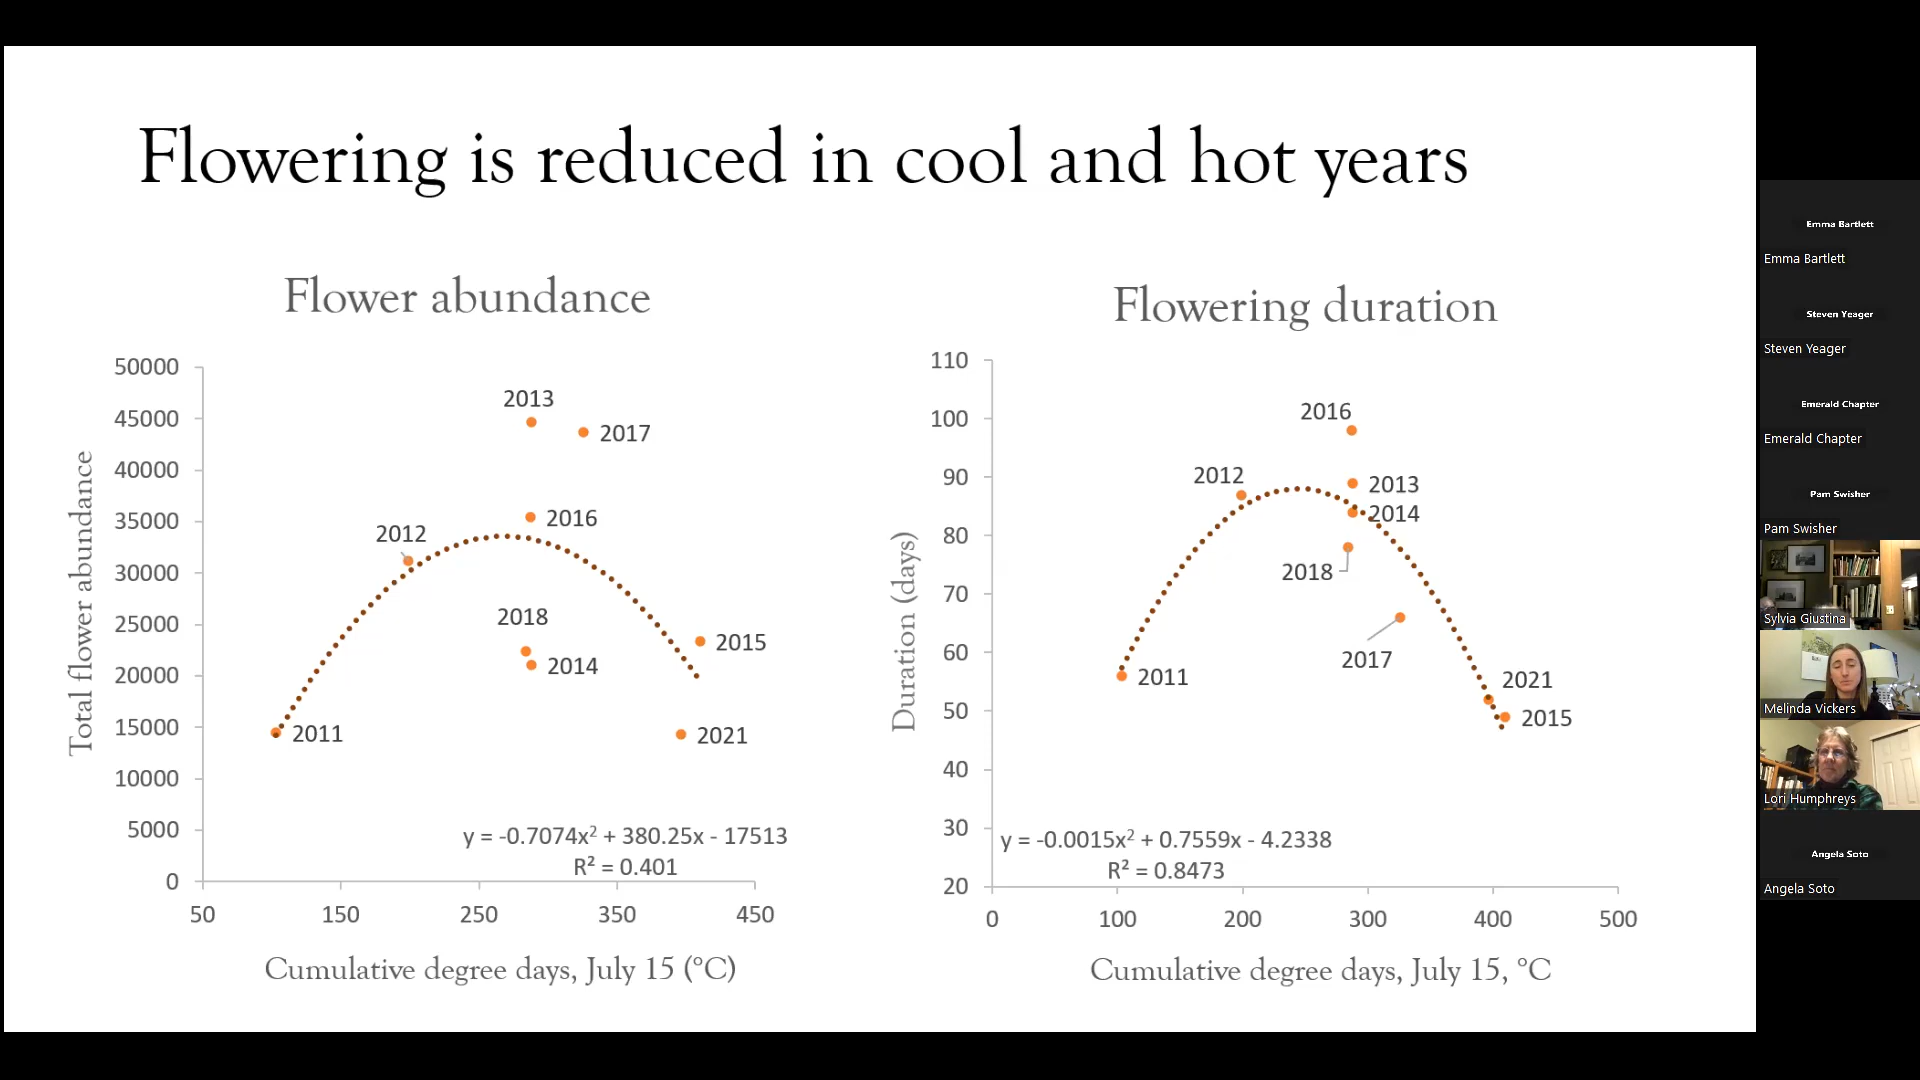 Flowering is reduced in cool and hot years
Flower abundance
50000
45000
40000
35000
30000
25000
20000
15000
10000
5000
0
50
150
250
350
450
Total flower abundance
Cumulative degree days, July 15 (°C)
2013
2017
2016
2012
2018
2014
2015
2011
2021
y = -0.7074x² + 380.25x - 17513
R² = 0.401
Flowering duration
110
100
90
80
70
60
50
40
30
20
0
100
200
300
400
500
Duration (days)
Cumulative degree days, July 15, °C
2016
2012
2013
2014
2018
2017
2011
2021
2015
y = -0.0015x² + 0.7559x - 4.2338
R² = 0.8473
Emma Bartlett
Emma Bartlett
Steven Yeager
Steven Yeager
Emerald Chapter
Emerald Chapter
Pam Swisher
Pam Swisher
Sylvia Giustina
Melinda Vickers
Lori Humphreys
Angela Soto
Angela Soto